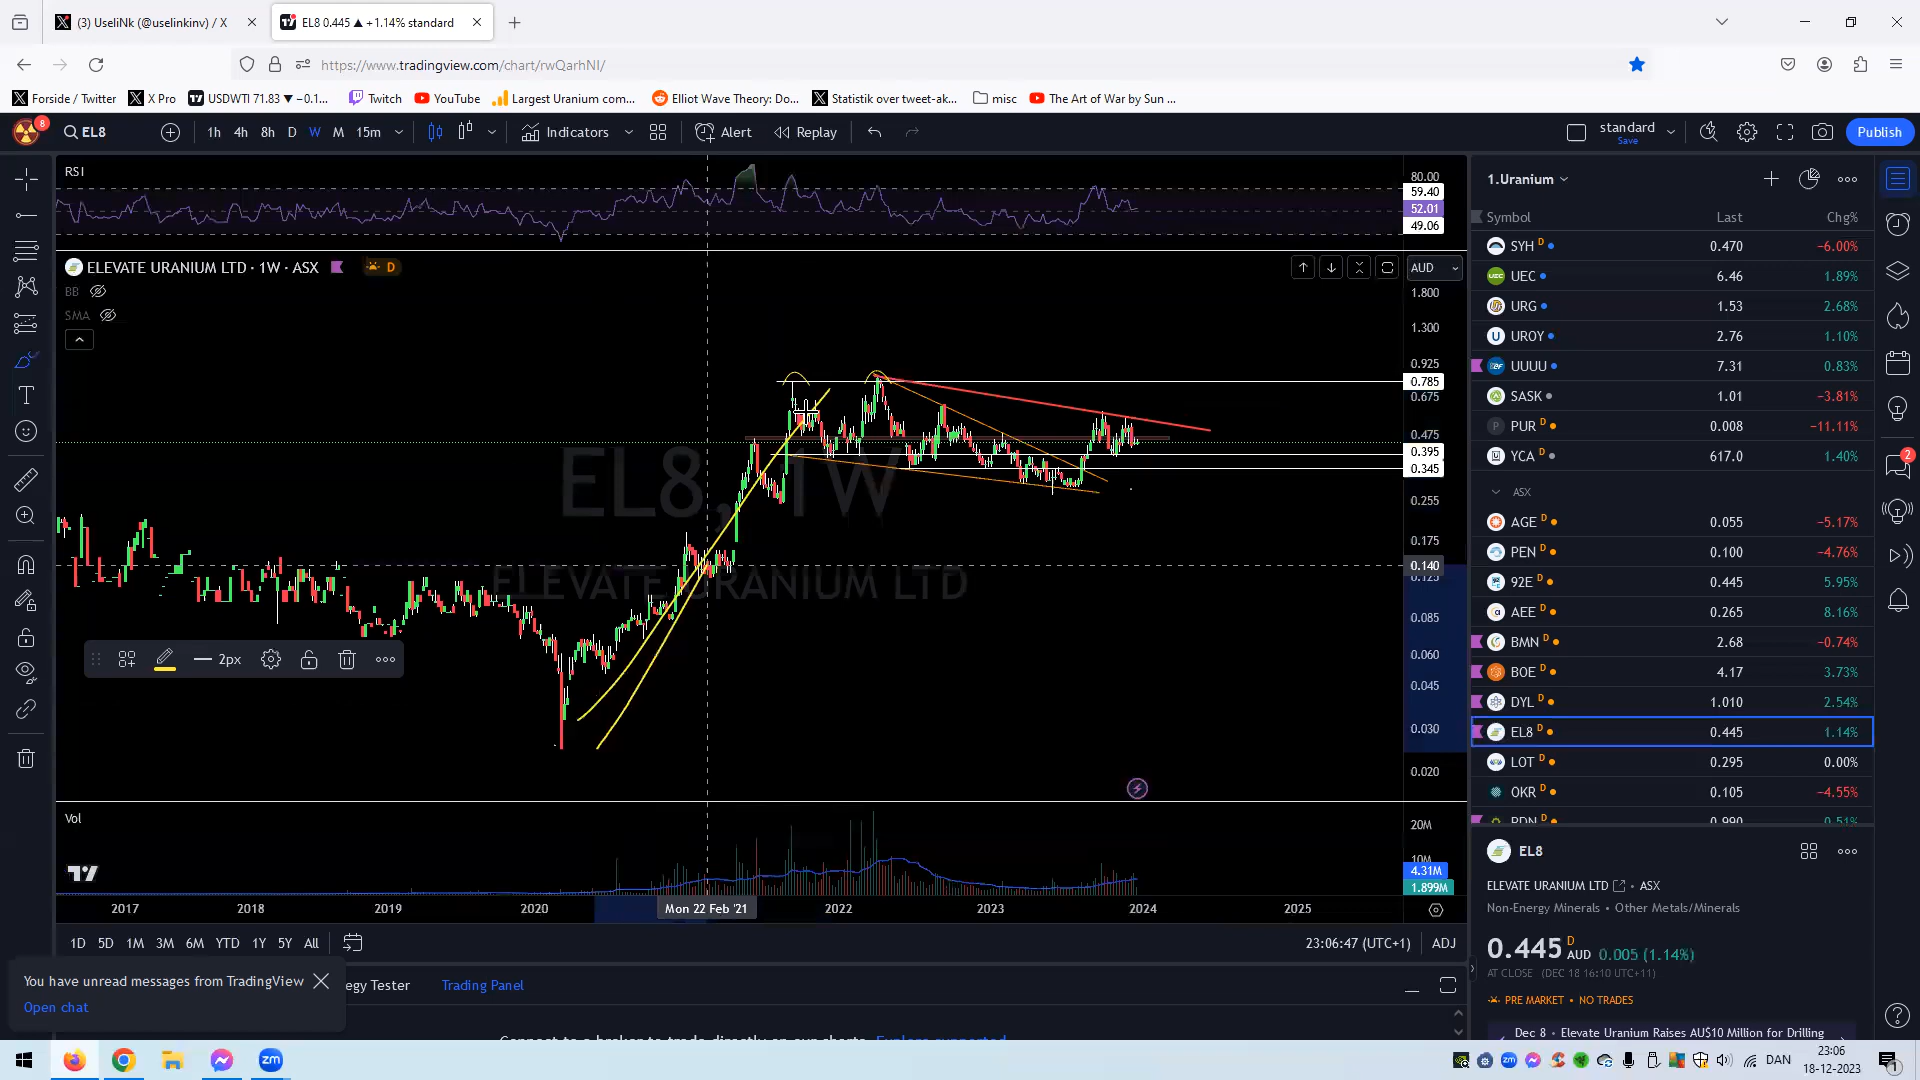 (3) UseliNk (@uselinkinv) / X
EL8 0.445 ▲ +1.14% standard
https://www.tradingview.com/chart/rwQarhNI/
Forside / Twitter
X Pro
USDWTI 71.83 ▼ −0.1...
Twitch
YouTube
Largest Uranium com...
Elliot Wave Theory: Do...
Statistik over tweet-ak...
misc
The Art of War by Sun ...
8
EL8
1h 4h 8h D W M 15m
Indicators
Alert
Replay
standard
Save
Publish
RSI
80.00
59.40
52.01
49.06
ELEVATE URANIUM LTD · 1W · ASX
D
BB
SMA
AUD
1.800
1.300
0.925
0.785
0.675
0.475
0.395
0.345
0.255
0.175
0.140
0.125
0.085
0.060
0.045
0.030
0.020
EL8, 1W
ELEVATE URANIUM LTD
2px
Vol
20M
10M
4.31M
1.899M
2017 2018 2019 2020 Mon 22 Feb '21 2022 2023 2024 2025
1D 5D 1M 3M 6M YTD 1Y 5Y All
23:06:47 (UTC+1)
ADJ
You have unread messages from TradingView
Open chat
egy Tester
Trading Panel
1.Uranium
Symbol Last Chg%
SYH D 0.470 −6.00%
UEC 6.46 1.89%
URG 1.53 2.68%
UROY 2.76 1.10%
UUUU 7.31 0.83%
SASK 1.01 −3.81%
PUR D 0.008 −11.11%
YCA D 617.0 1.40%
ASX
AGE D 0.055 −5.17%
PEN D 0.100 −4.76%
92E D 0.445 5.95%
AEE D 0.265 8.16%
BMN D 2.68 −0.74%
BOE D 4.17 3.73%
DYL D 1.010 2.54%
EL8 D 0.445 1.14%
LOT D 0.295 0.00%
OKR D 0.105 −4.55%
PDN D 0.990 0.51%
2
EL8
ELEVATE URANIUM LTD • ASX
Non-Energy Minerals • Other Metals/Minerals
0.445 D AUD 0.005 (1.14%)
AT CLOSE (DEC 18 16:10 UTC+11)
PRE MARKET • NO TRADES
Dec 8 • Elevate Uranium Raises AU$10 Million for Drilling
zm
DAN
23:06
18-12-2023
1